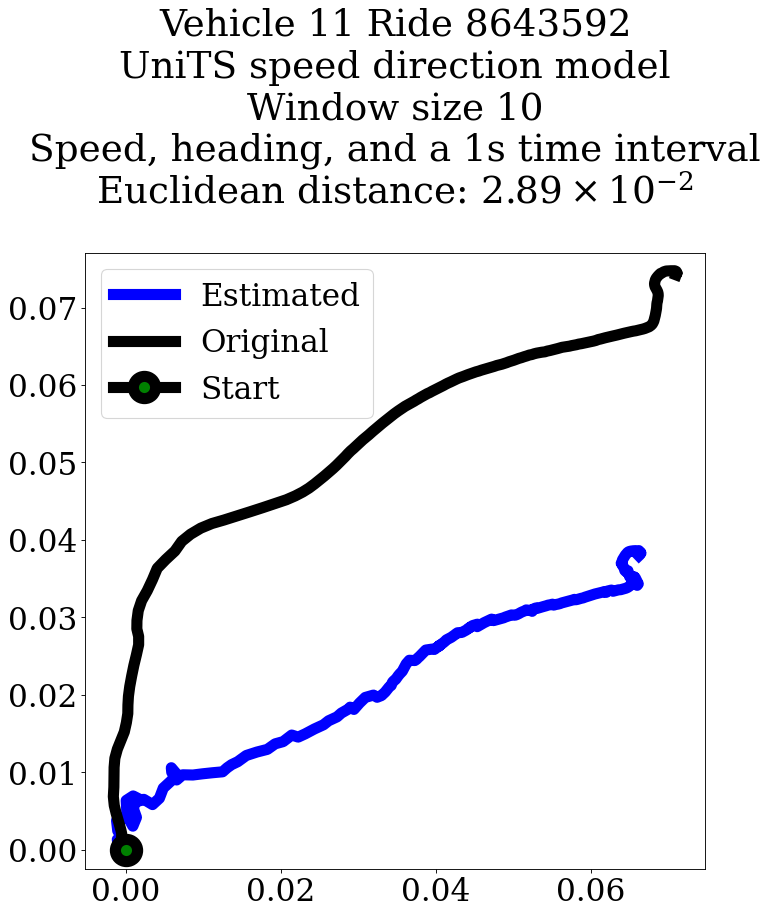 Vehicle 11 Ride 8643592
UniTS speed direction model
Window size 10
Speed, heading, and a 1s time interval
Euclidean distance: 2.89 × 10⁻²
Estimated
Original
Start
0.07
0.06
0.05
0.04
0.03
0.02
0.01
0.00
0.00 0.02 0.04 0.06